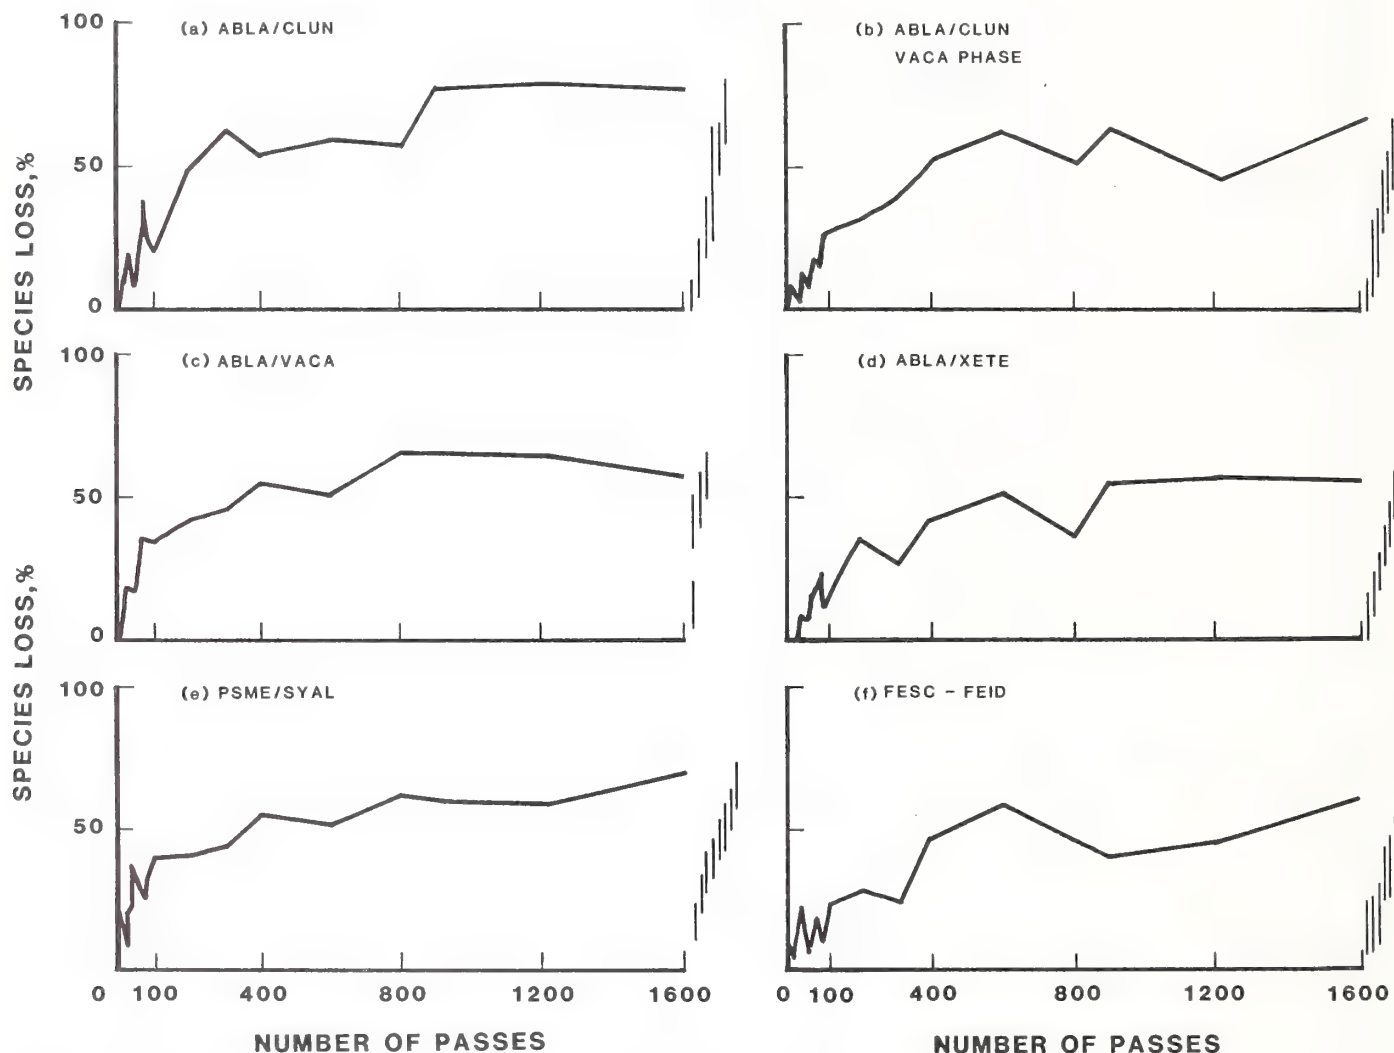 100
(a) ABLA/CLUN
50
0
SPECIES LOSS,%
(b) ABLA/CLUN
VACA PHASE
100
(c) ABLA/VACA
50
0
(d) ABLA/XETE
SPECIES LOSS,%
100
(e) PSME/SYAL
50
0 100 400 800 1200 1600
NUMBER OF PASSES
(f) FESC - FEID
0 100 400 800 1200 1600
NUMBER OF PASSES